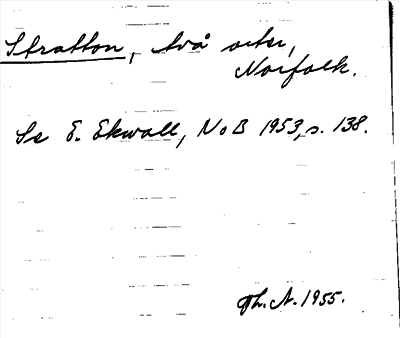 Stratton, två orter,
Norfolk.
Se E. Ekwall, NoB 1953, s. 138.
Th. A. 1955.